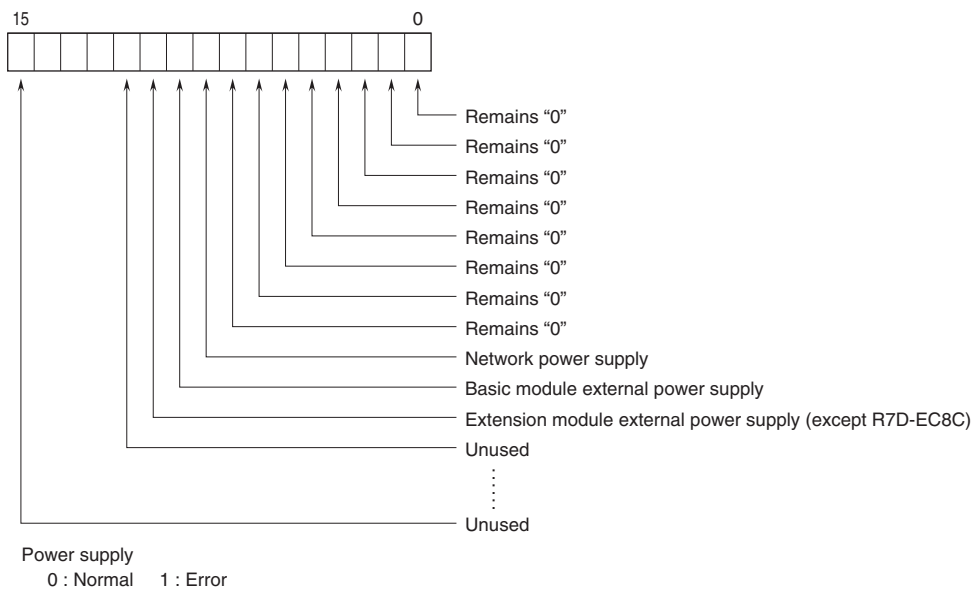 15 0
Remains “0”
Remains “0”
Remains “0”
Remains “0”
Remains “0”
Remains “0”
Remains “0”
Remains “0”
Network power supply
Basic module external power supply
Extension module external power supply (except R7D-EC8C)
Unused
Unused
Power supply
0 : Normal 1 : Error